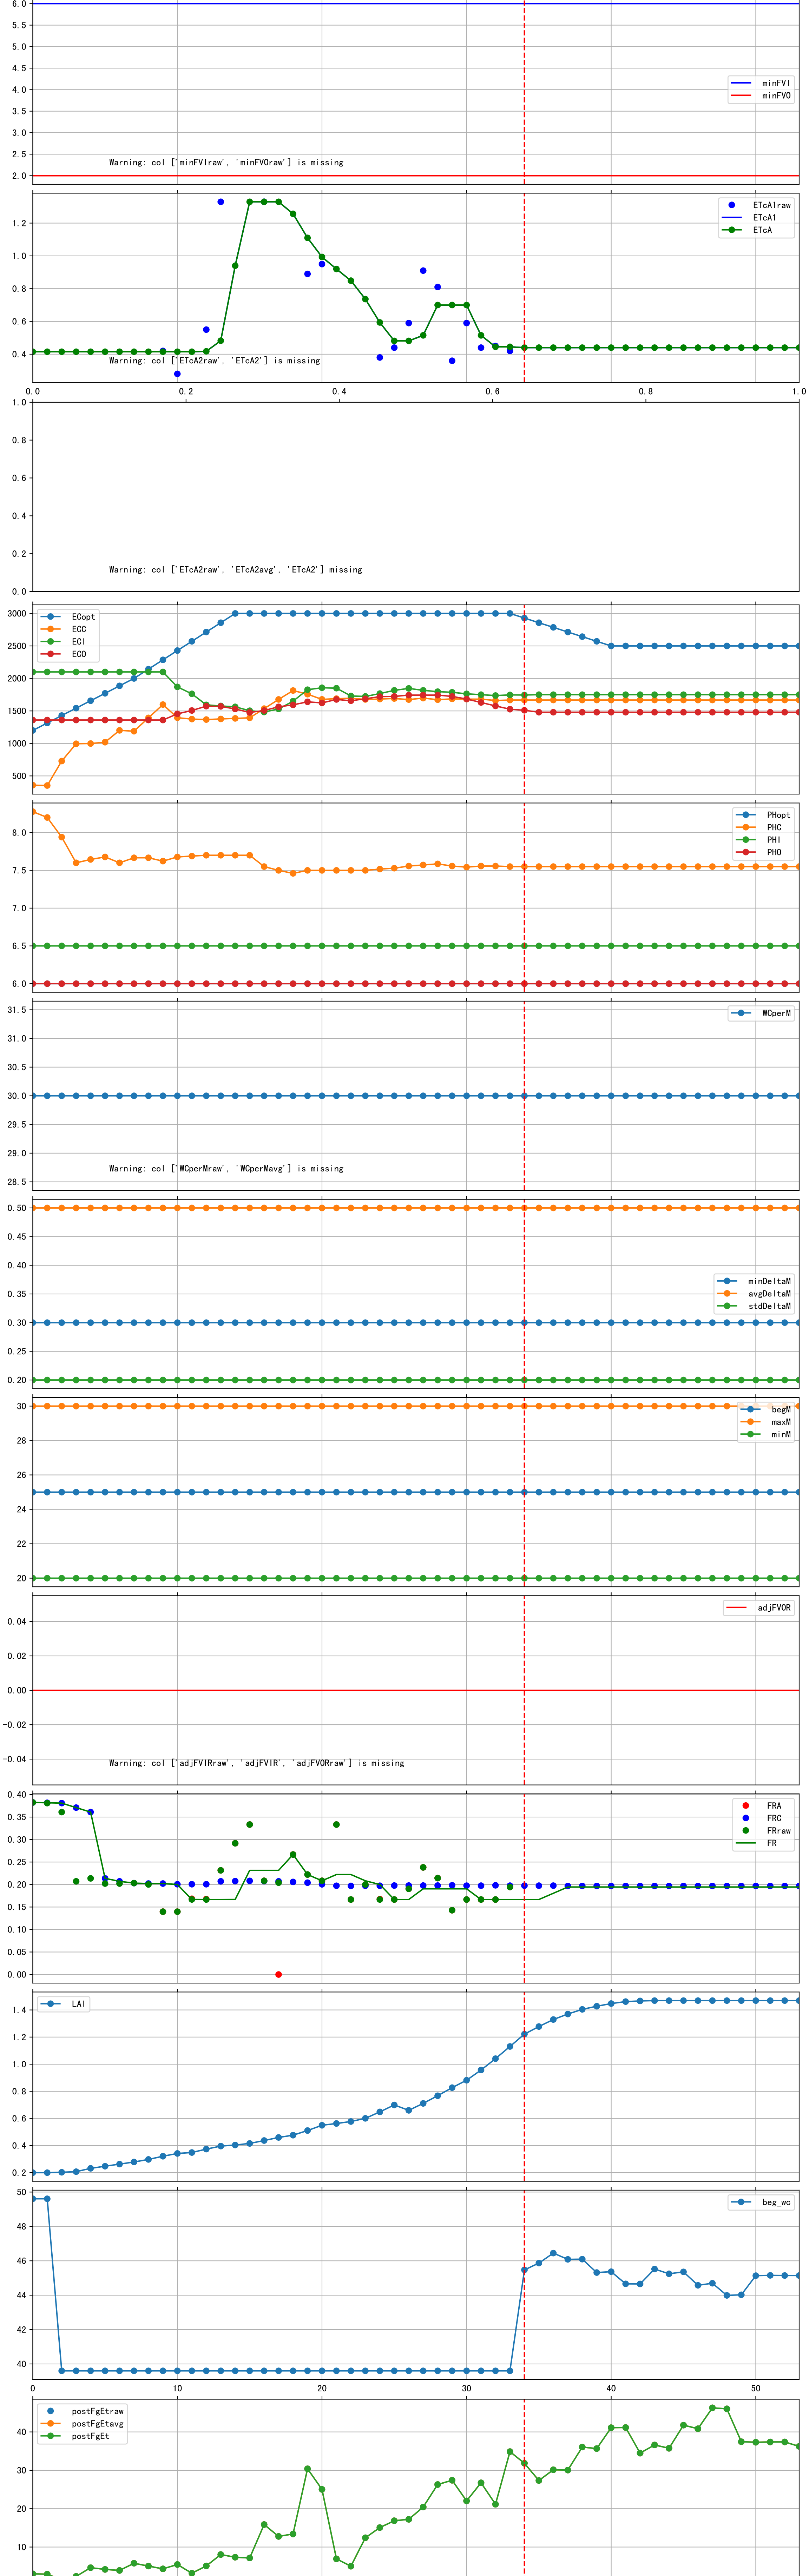 6.0
5.5
5.0
4.5
4.0
3.5
3.0
2.5
2.0
minFVI
minFVO
Warning: col ['minFVIraw', 'minFVOraw'] is missing
1.2
1.0
0.8
0.6
0.4
ETcA1raw
ETcA1
ETcA
Warning: col ['ETcA2raw', 'ETcA2'] is missing
0.0 0.2 0.4 0.6 0.8 1.0
1.0
0.8
0.6
0.4
0.2
0.0
Warning: col ['ETcA2raw', 'ETcA2avg', 'ETcA2'] missing
3000
2500
2000
1500
1000
500
ECopt
ECC
ECI
ECO
8.0
7.5
7.0
6.5
6.0
PHopt
PHC
PHI
PHO
31.5
31.0
30.5
30.0
29.5
29.0
28.5
WCperM
Warning: col ['WCperMraw', 'WCperMavg'] is missing
0.50
0.45
0.40
0.35
0.30
0.25
0.20
minDeltaM
avgDeltaM
stdDeltaM
30
28
26
24
22
20
begM
maxM
minM
0.04
0.02
0.00
−0.02
−0.04
adjFVOR
Warning: col ['adjFVIRraw', 'adjFVIR', 'adjFVORraw'] is missing
0.40
0.35
0.30
0.25
0.20
0.15
0.10
0.05
0.00
FRA
FRC
FRraw
FR
1.4
1.2
1.0
0.8
0.6
0.4
0.2
LAI
50
48
46
44
42
40
beg_wc
0 10 20 30 40 50
40
30
20
10
postFgEtraw
postFgEtavg
postFgEt